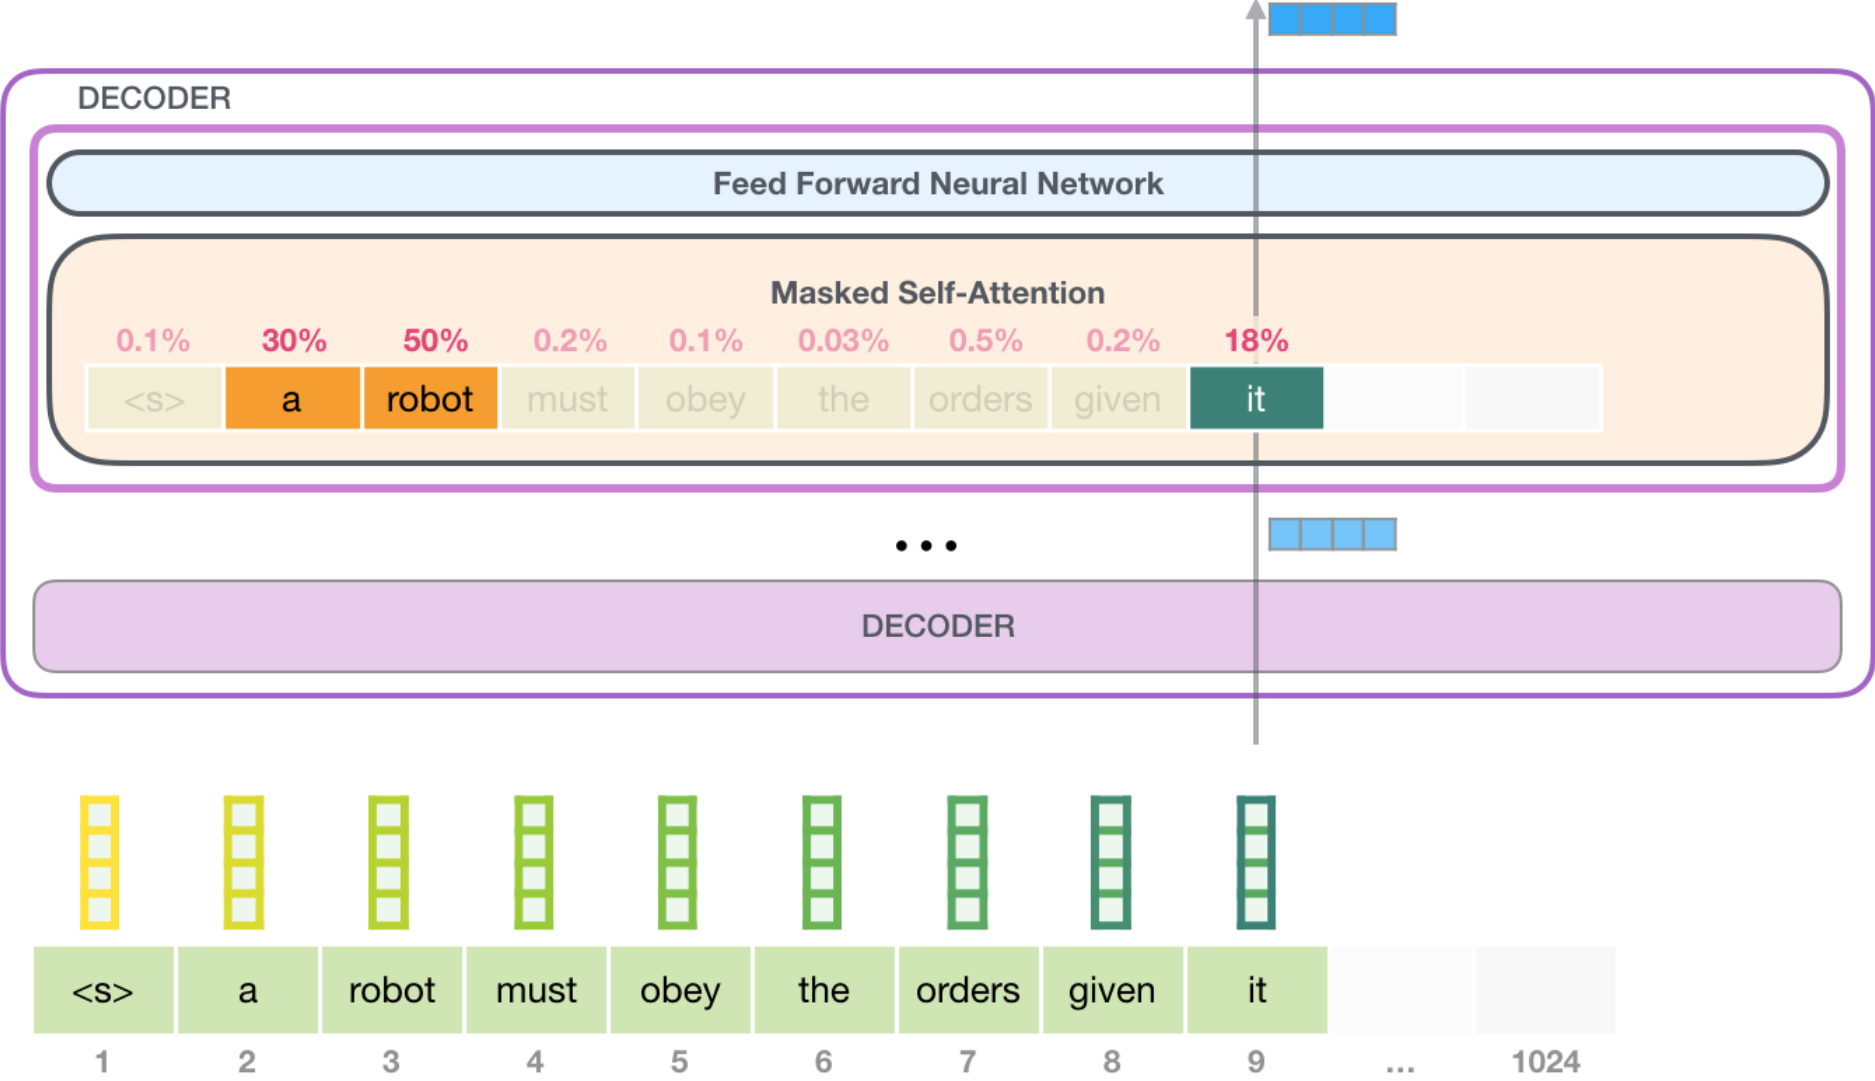 DECODER
Feed Forward Neural Network
Masked Self-Attention
0.1% 30% 50% 0.2% 0.1% 0.03% 0.5% 0.2% 18%
<s> a robot must obey the orders given it
...
DECODER
<s> a robot must obey the orders given it
1 2 3 4 5 6 7 8 9 ... 1024